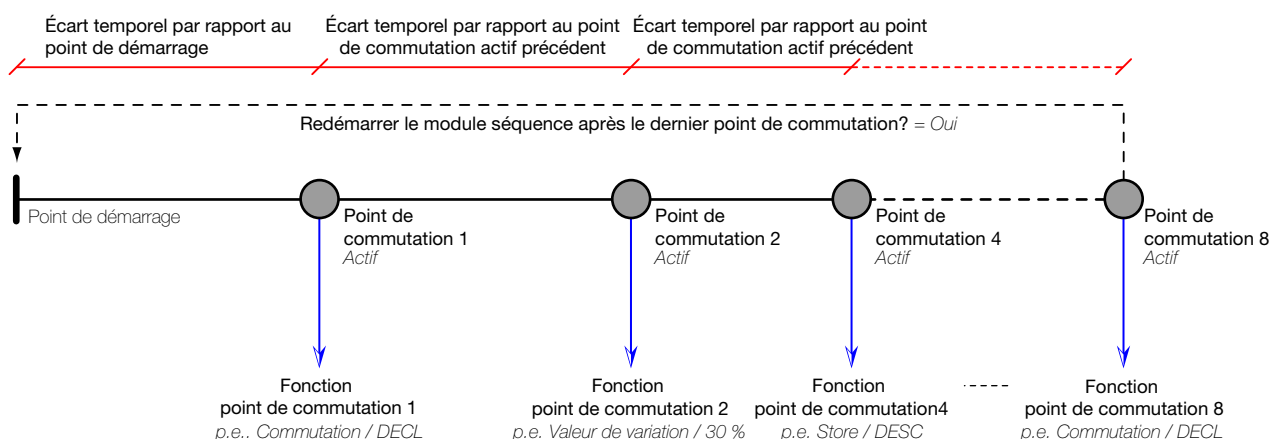 Écart temporel par rapport au
point de démarrage
Écart temporel par rapport au point
de commutation actif précédent
Écart temporel par rapport au point
de commutation actif précédent
Redémarrer le module séquence après le dernier point de commutation? = Oui
Point de démarrage
Point de
commutation 1
Actif
Point de
commutation 2
Actif
Point de
commutation 4
Actif
Point de
commutation 8
Actif
Fonction
point de commutation 1
p.e.. Commutation / DECL
Fonction
point de commutation 2
p.e. Valeur de variation / 30 %
Fonction
point de commutation4
p.e. Store / DESC
Fonction
point de commutation 8
p.e. Commutation / DECL